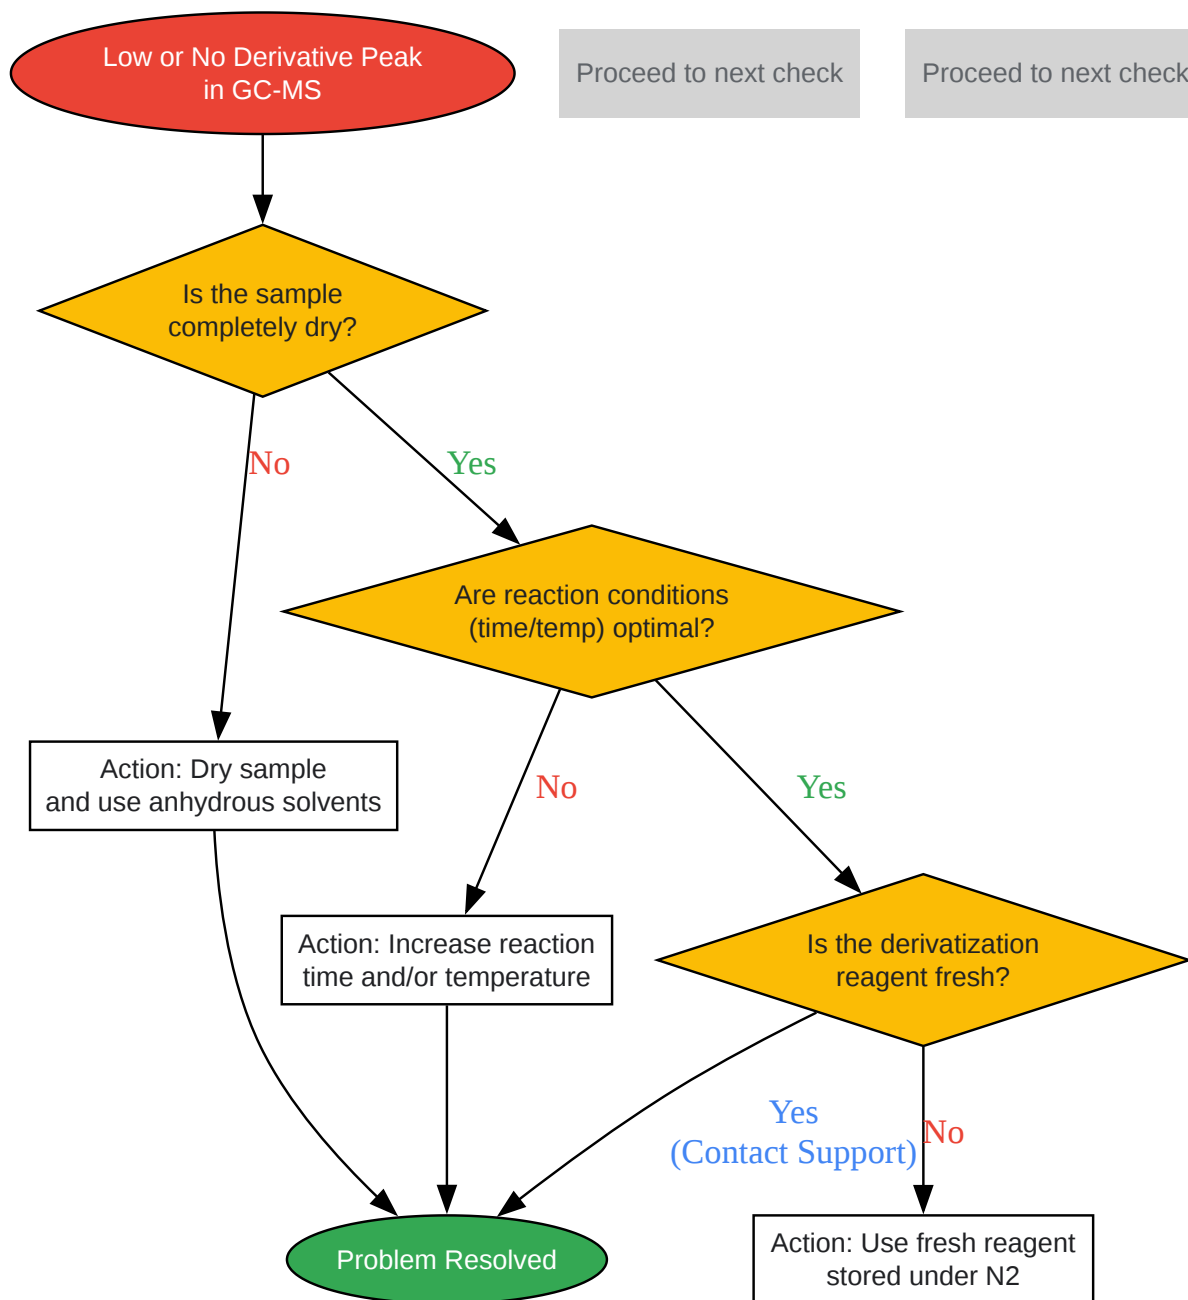 Low or No Derivative Peak
in GC-MS
Proceed to next check
Proceed to next check
Is the sample
completely dry?
No
Yes
Are reaction conditions
(time/temp) optimal?
Action: Dry sample
and use anhydrous solvents
No
Yes
Action: Increase reaction
time and/or temperature
Is the derivatization
reagent fresh?
Yes
(Contact Support)
No
Problem Resolved
Action: Use fresh reagent
stored under N2